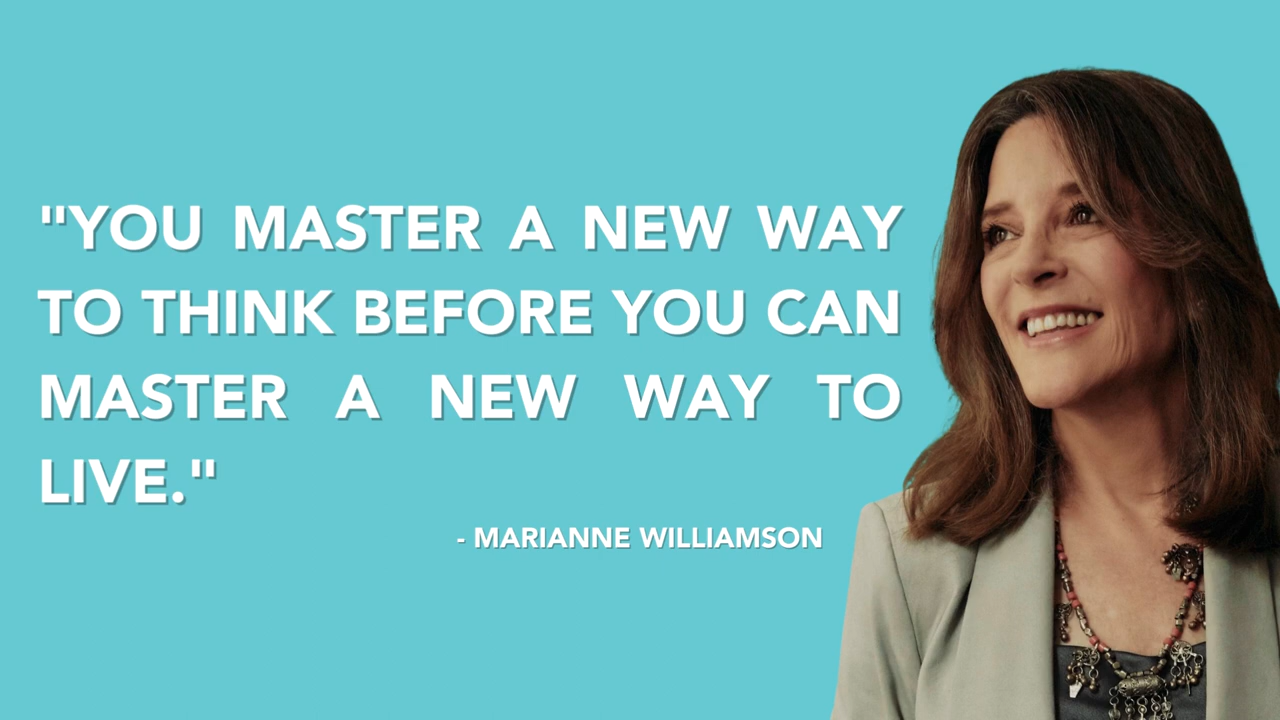 "YOU MASTER A NEW WAY
TO THINK BEFORE YOU CAN
MASTER A NEW WAY TO
LIVE."
- MARIANNE WILLIAMSON